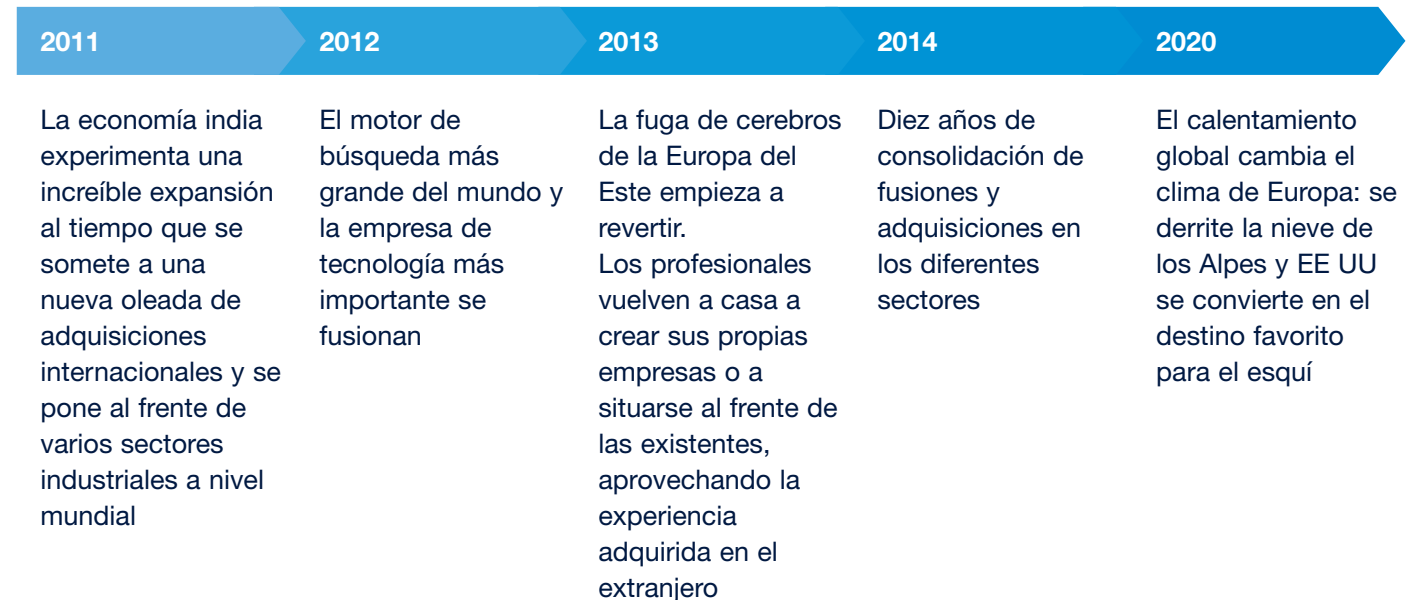 2011
La economía india
experimenta una
increíble expansión
al tiempo que se
somete a una
nueva oleada de
adquisiciones
internacionales y se
pone al frente de
varios sectores
industriales a nivel
mundial
2012
El motor de
búsqueda más
grande del mundo y
la empresa de
tecnología más
importante se
fusionan
2013
La fuga de cerebros
de la Europa del
Este empieza a
revertir.
Los profesionales
vuelven a casa a
crear sus propias
empresas o a
situarse al frente de
las existentes,
aprovechando la
experiencia
adquirida en el
extranjero
2014
Diez años de
consolidación de
fusiones y
adquisiciones en
los diferentes
sectores
2020
El calentamiento
global cambia el
clima de Europa: se
derrite la nieve de
los Alpes y EE UU
se convierte en el
destino favorito
para el esquí